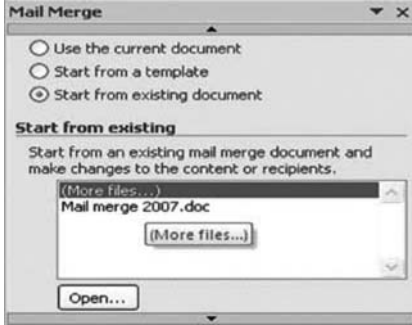 Mail Merge
Use the current document
Start from a template
Start from existing document
Start from existing
Start from an existing mail merge document and
make changes to the content or recipients.
(More files...)
Mail merge 2007.doc
(More files...)
Open...